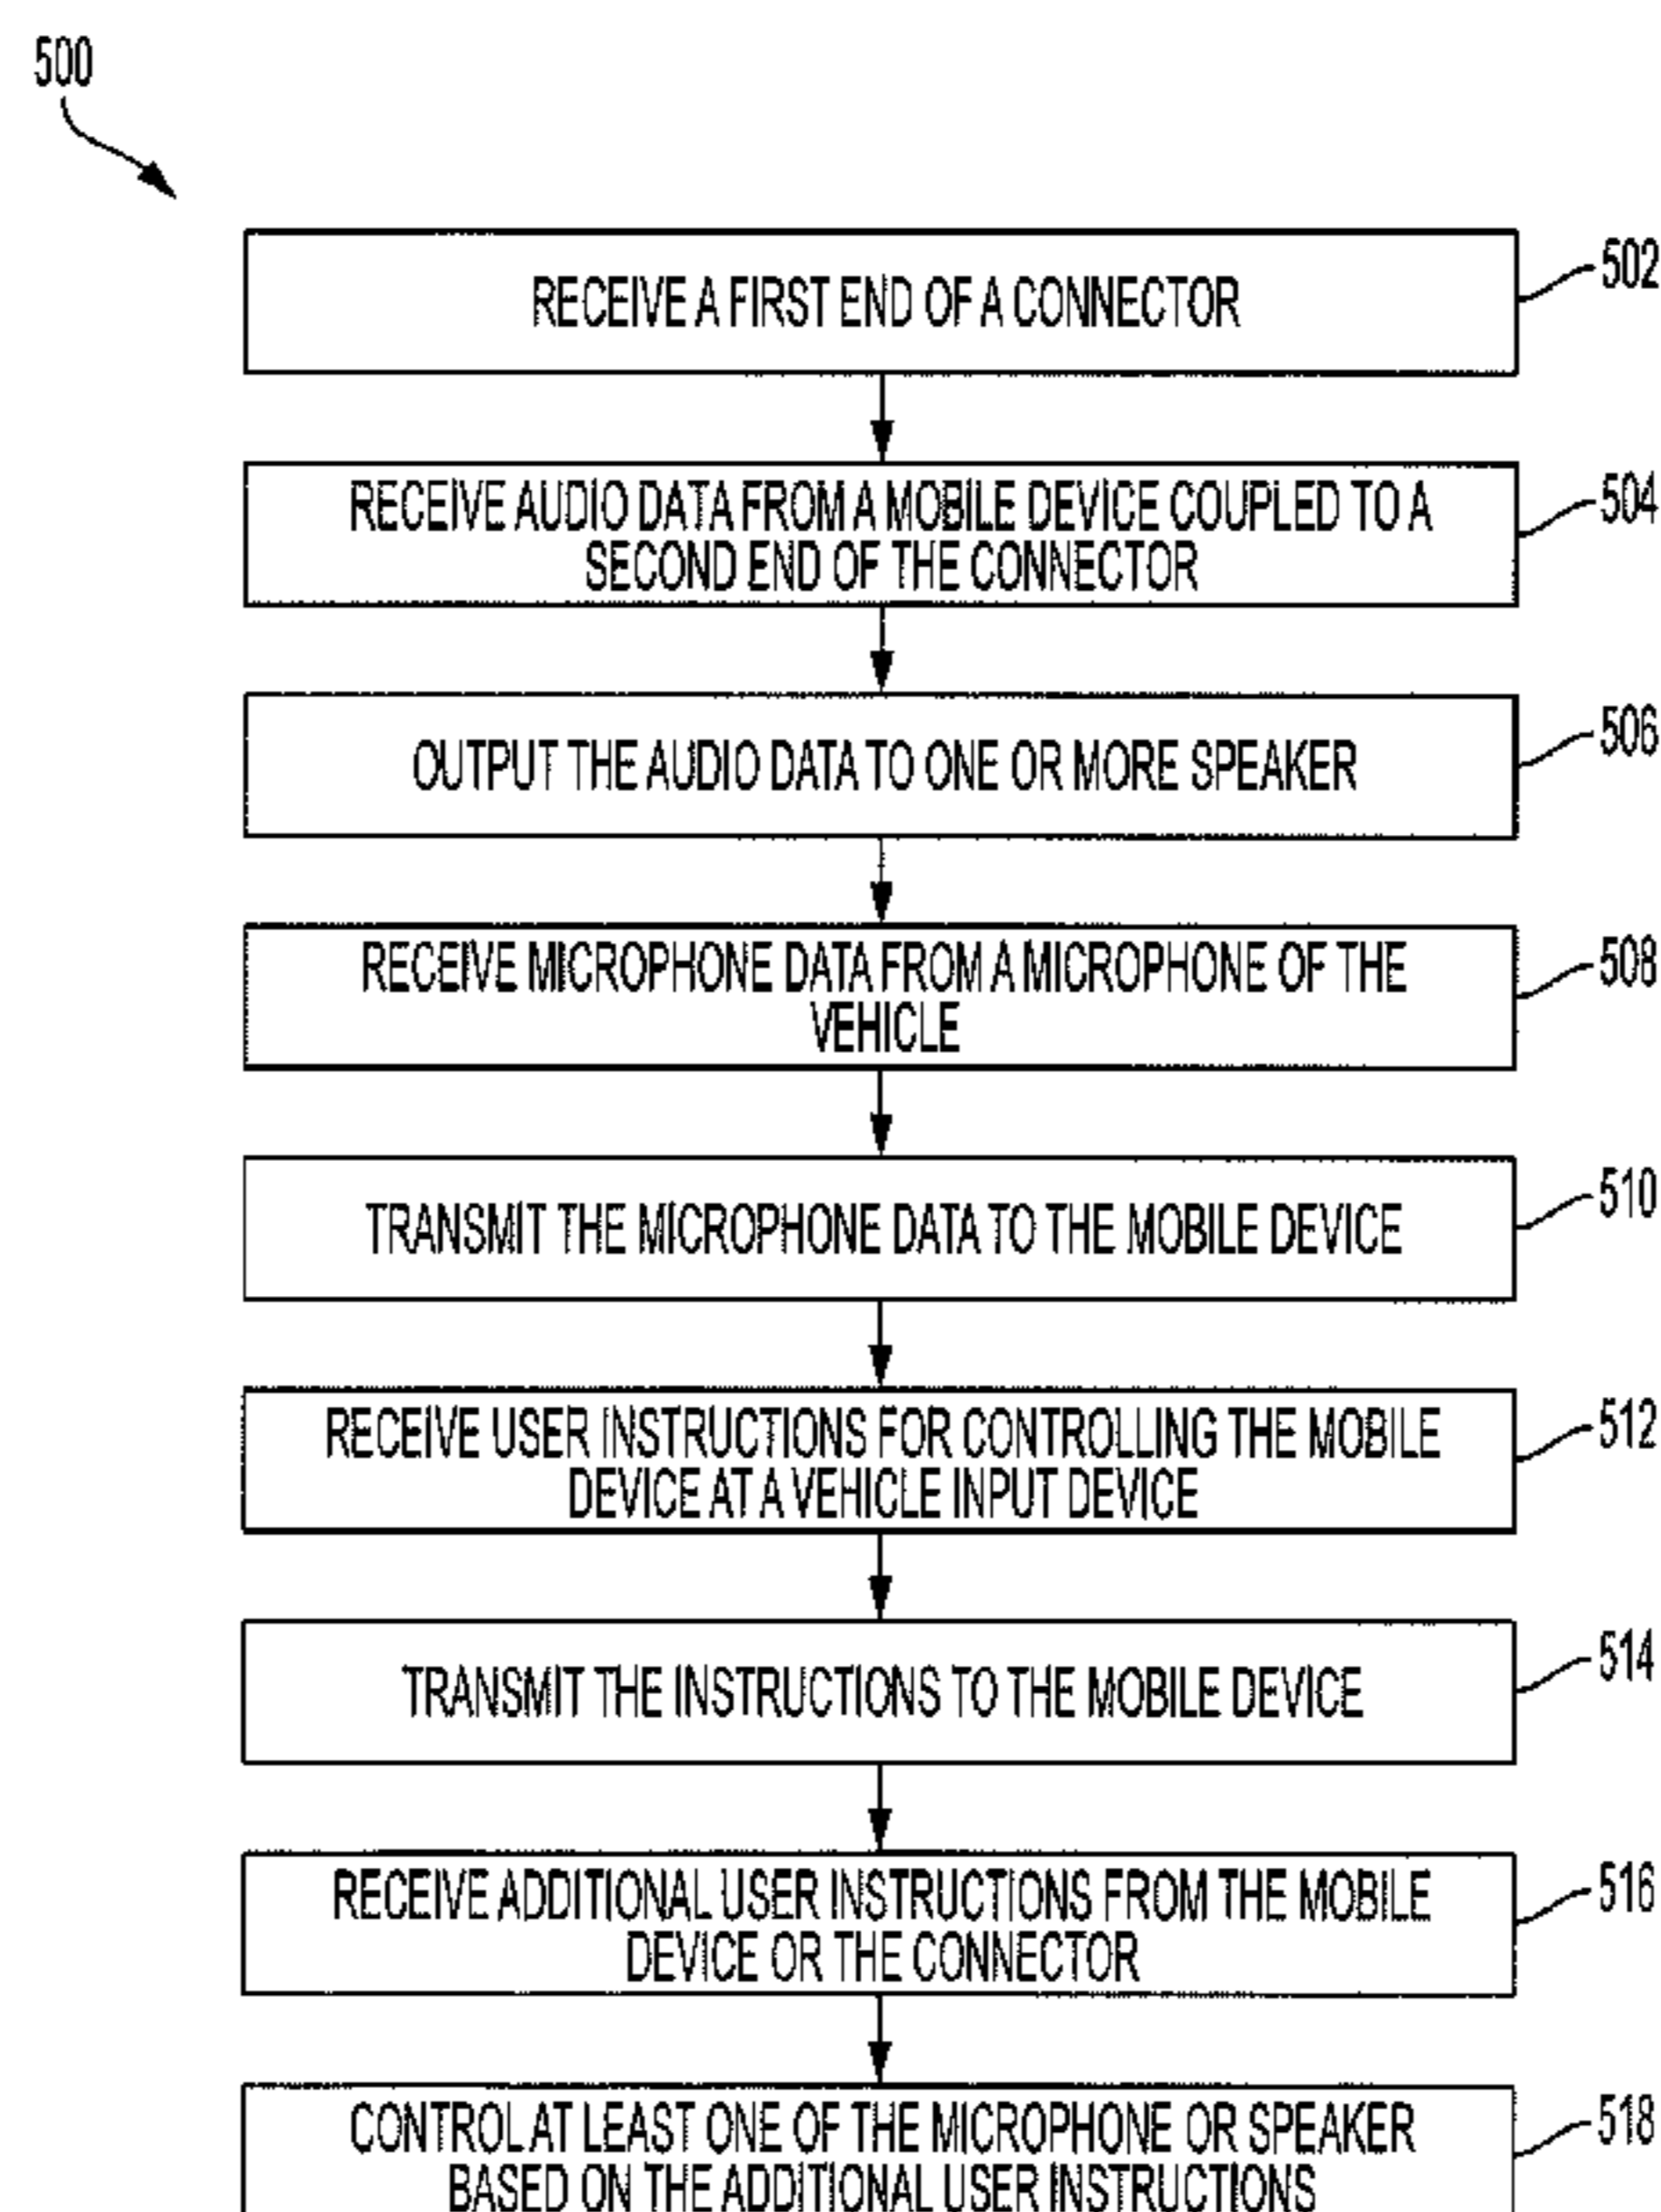 500
RECEIVE A FIRST END OF A CONNECTOR
502
RECEIVE AUDIO DATA FROM A MOBILE DEVICE COUPLED TO A
SECOND END OF THE CONNECTOR
504
OUTPUT THE AUDIO DATA TO ONE OR MORE SPEAKER
506
RECEIVE MICROPHONE DATA FROM A MICROPHONE OF THE
VEHICLE
508
TRANSMIT THE MICROPHONE DATA TO THE MOBILE DEVICE
510
RECEIVE USER INSTRUCTIONS FOR CONTROLLING THE MOBILE
DEVICE AT A VEHICLE INPUT DEVICE
512
TRANSMIT THE INSTRUCTIONS TO THE MOBILE DEVICE
514
RECEIVE ADDITIONAL USER INSTRUCTIONS FROM THE MOBILE
DEVICE OR THE CONNECTOR
516
CONTROL AT LEAST ONE OF THE MICROPHONE OR SPEAKER
BASED ON THE ADDITIONAL USER INSTRUCTIONS
518